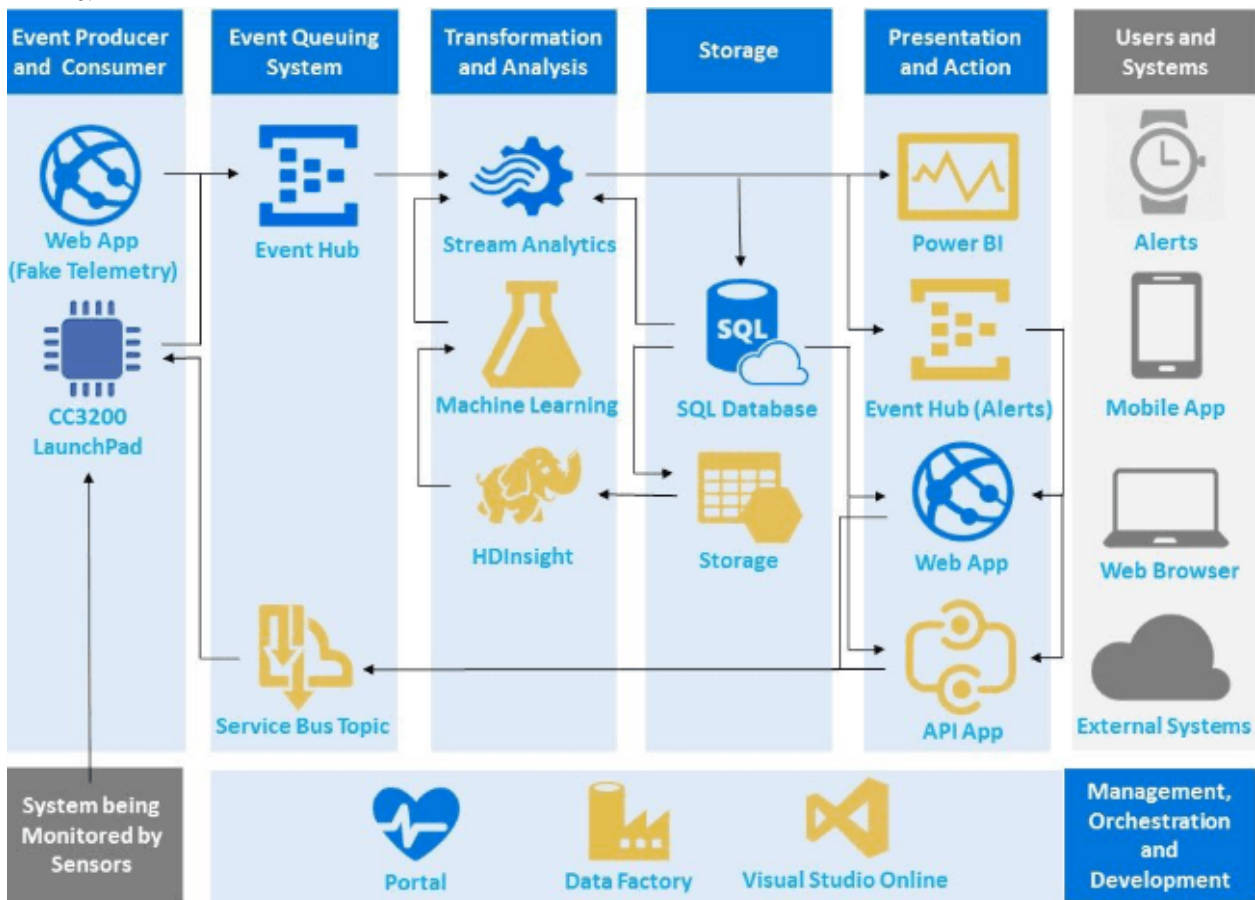 Event Producer
and Consumer
Event Queuing
System
Transformation
and Analysis
Storage
Presentation
and Action
Users and
Systems
Web App
(Fake Telemetry)
CC3200
LaunchPad
Event Hub
Service Bus Topic
Stream Analytics
Machine Learning
HDInsight
SQL
SQL Database
Storage
Power BI
Event Hub (Alerts)
Web App
API App
Alerts
Mobile App
Web Browser
External Systems
System being
Monitored by
Sensors
Portal
Data Factory
Visual Studio Online
Management,
Orchestration
and
Development